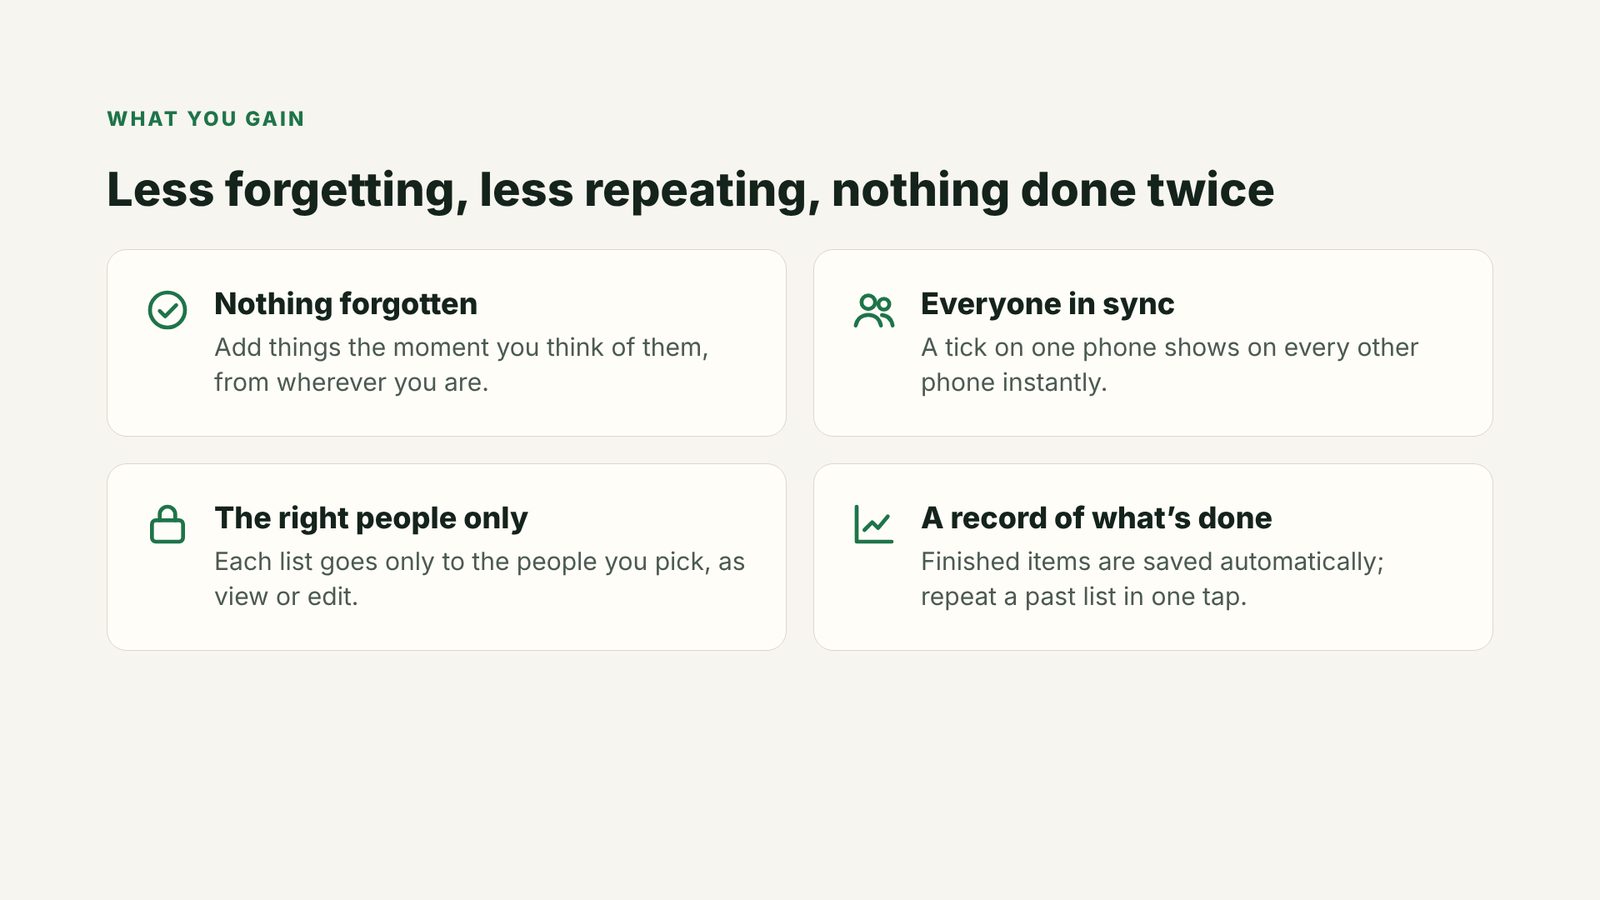 WHAT YOU GAIN
Less forgetting, less repeating, nothing done twice
Nothing forgotten
Add things the moment you think of them,
from wherever you are.
Everyone in sync
A tick on one phone shows on every other
phone instantly.
The right people only
Each list goes only to the people you pick, as
view or edit.
A record of what’s done
Finished items are saved automatically;
repeat a past list in one tap.